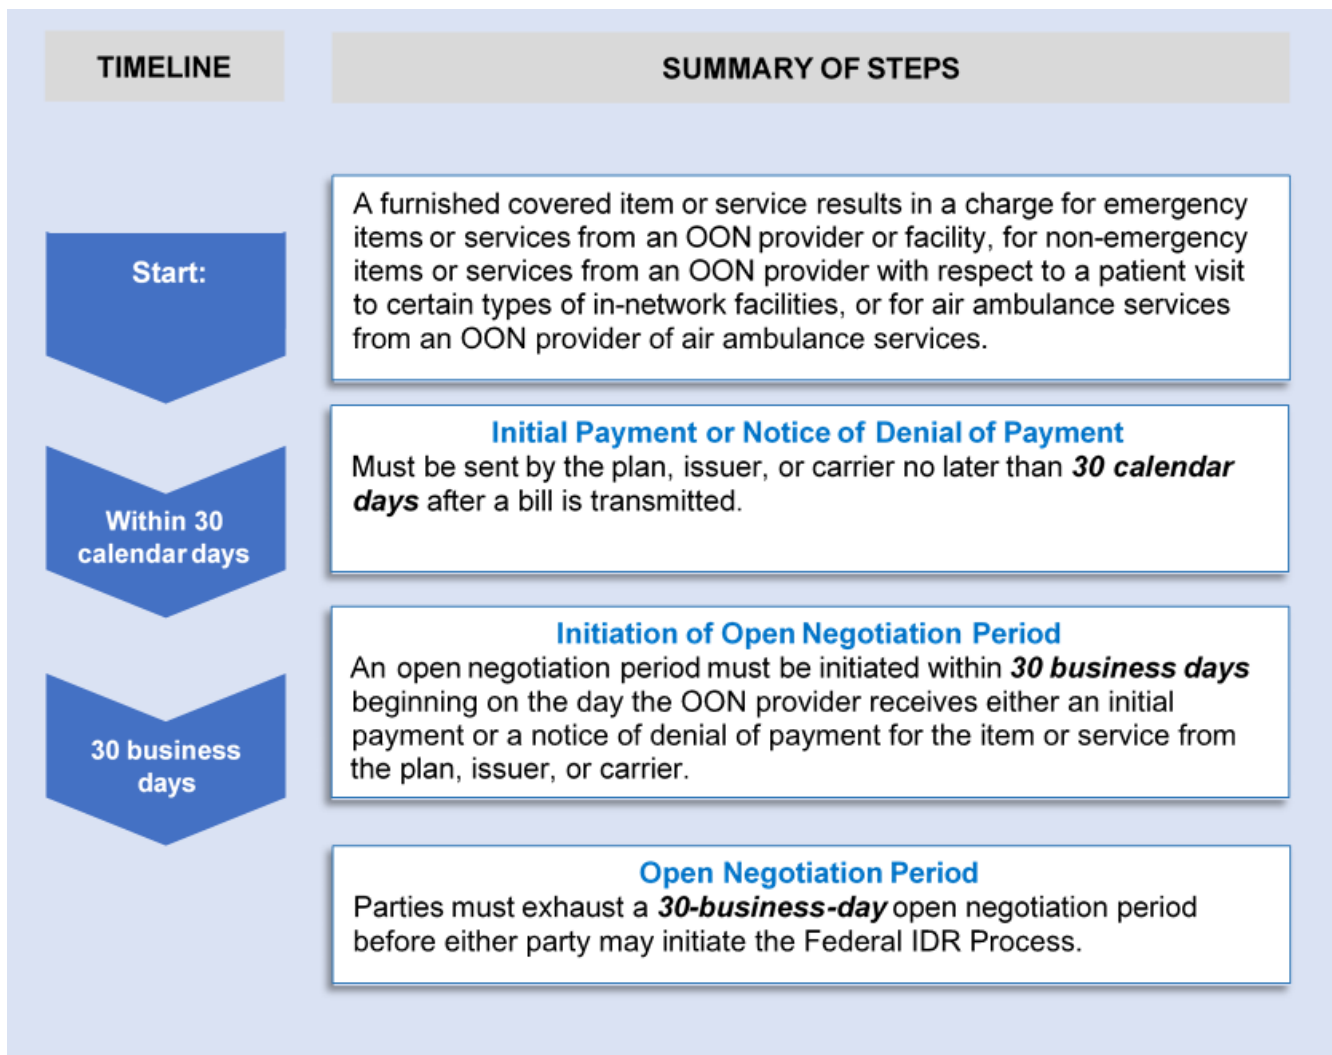 TIMELINE
SUMMARY OF STEPS
Start:
A furnished covered item or service results in a charge for emergency
items or services from an OON provider or facility, for non-emergency
items or services from an OON provider with respect to a patient visit
to certain types of in-network facilities, or for air ambulance services
from an OON provider of air ambulance services.
Within 30
calendar days
Initial Payment or Notice of Denial of Payment
Must be sent by the plan, issuer, or carrier no later than 30 calendar
days after a bill is transmitted.
30 business
days
Initiation of Open Negotiation Period
An open negotiation period must be initiated within 30 business days
beginning on the day the OON provider receives either an initial
payment or a notice of denial of payment for the item or service from
the plan, issuer, or carrier.
Open Negotiation Period
Parties must exhaust a 30-business-day open negotiation period
before either party may initiate the Federal IDR Process.